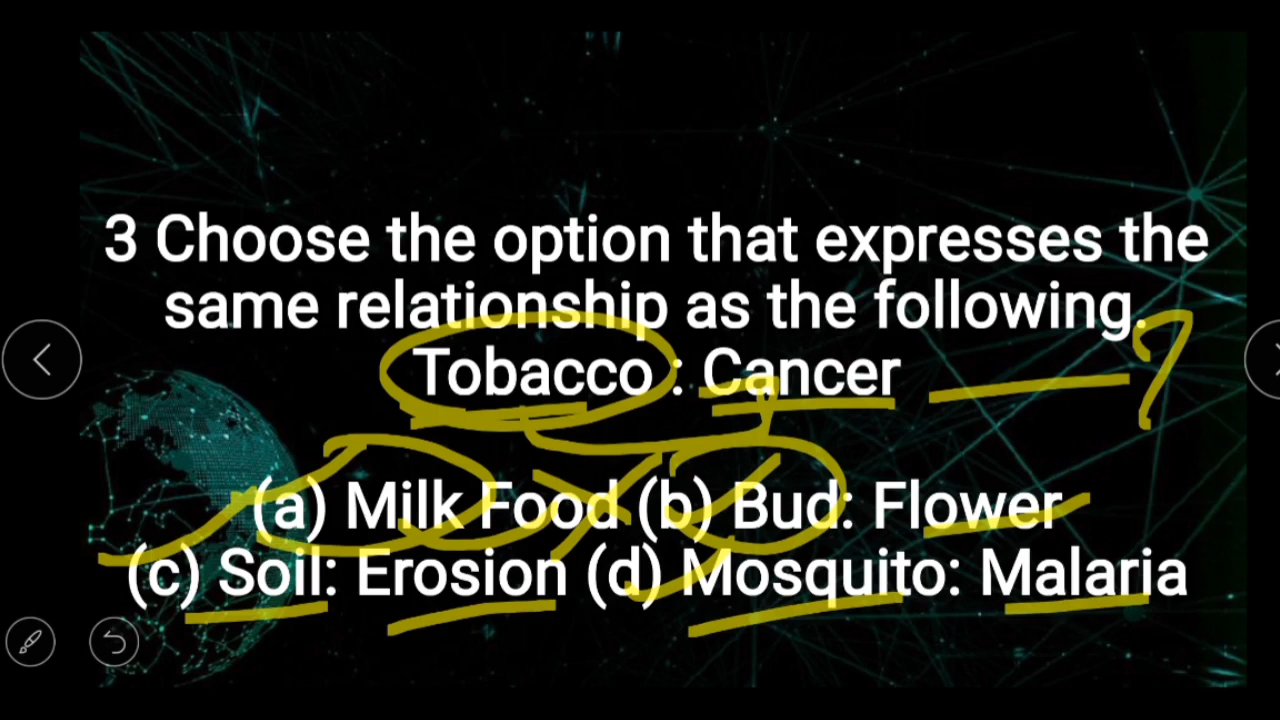 3 Choose the option that expresses the
same relationship as the following.
Tobacco : Cancer ?
(a) Milk Food (b) Bud: Flower
(c) Soil: Erosion (d) Mosquito: Malaria